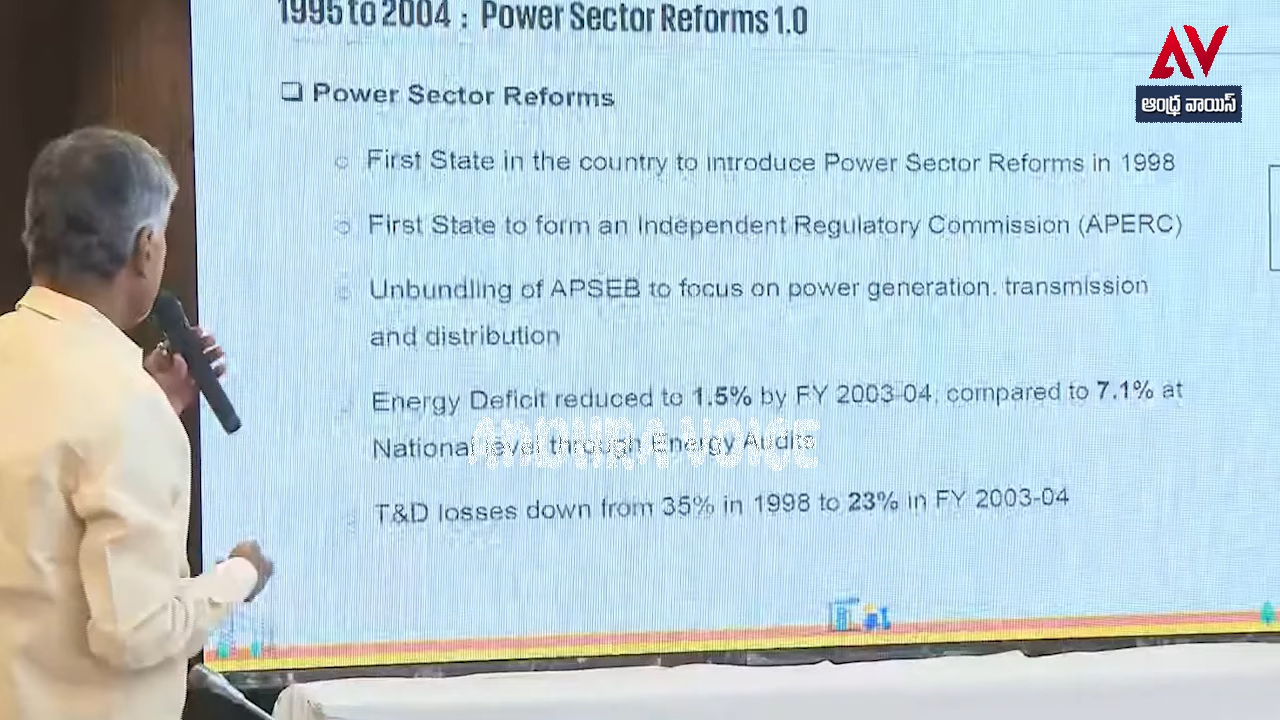 1995 to 2004 : Power Sector Reforms 1.0
AV
ఆంధ్ర వాయిస్
❑ Power Sector Reforms
○ First State in the country to introduce Power Sector Reforms in 1998
○ First State to form an Independent Regulatory Commission (APERC)
○ Unbundling of APSEB to focus on power generation, transmission
and distribution
Energy Deficit reduced to 1.5% by FY 2003-04, compared to 7.1% at
National level through Energy Audits
ANDHRA VOICE
T&D losses down from 35% in 1998 to 23% in FY 2003-04